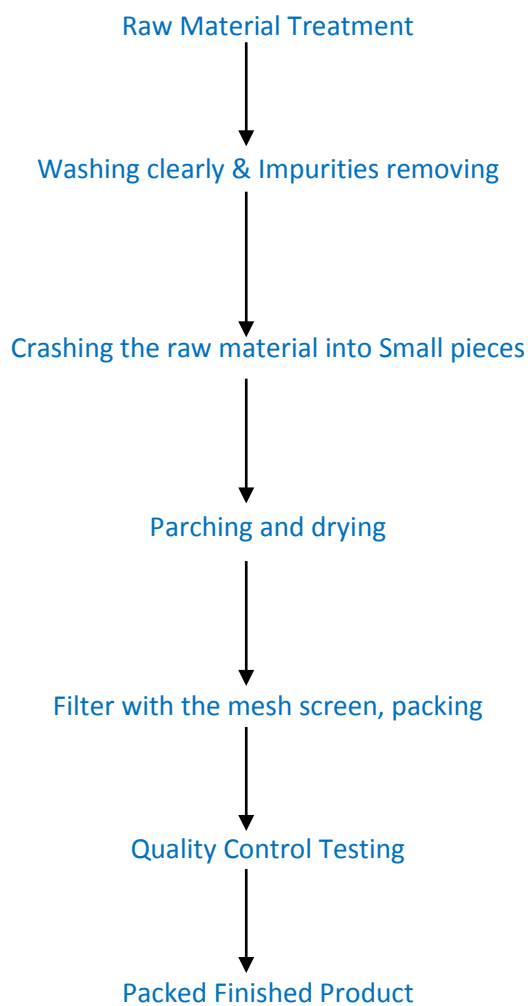 Raw Material Treatment
Washing clearly & Impurities removing
Crashing the raw material into Small pieces
Parching and drying
Filter with the mesh screen, packing
Quality Control Testing
Packed Finished Product